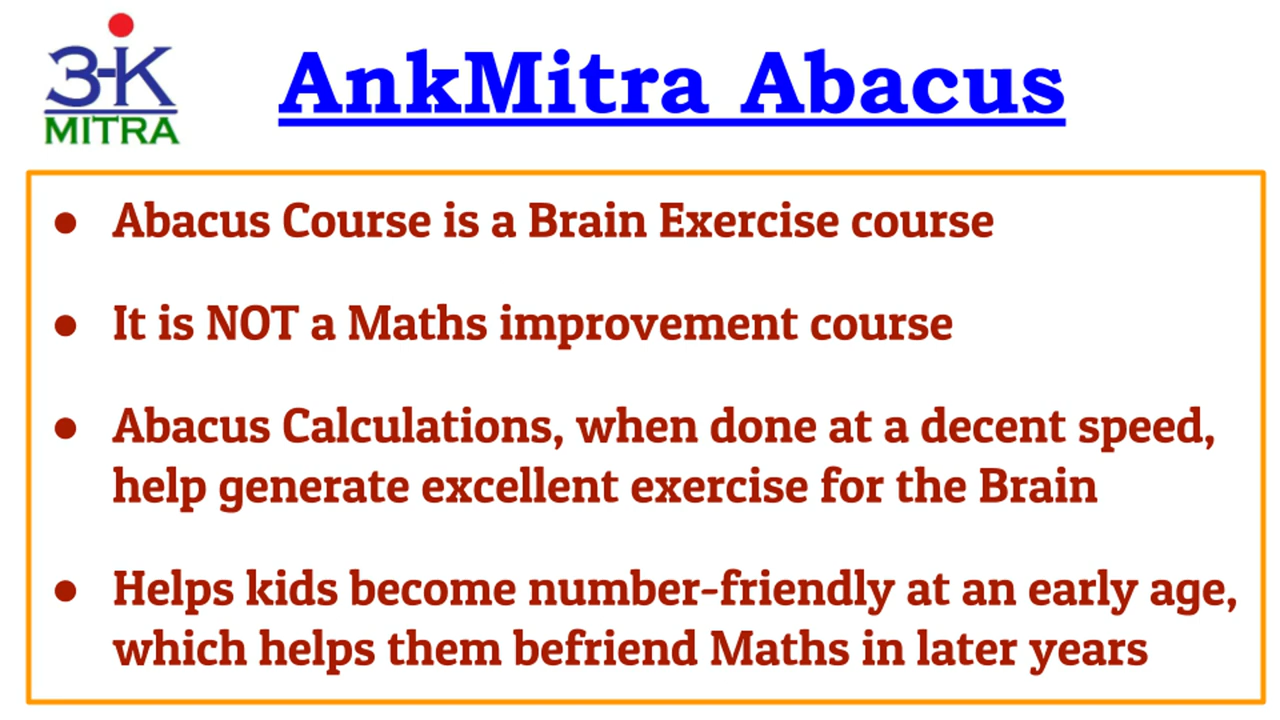 3-K
MITRA
AnkMitra Abacus
● Abacus Course is a Brain Exercise course
● It is NOT a Maths improvement course
● Abacus Calculations, when done at a decent speed,
help generate excellent exercise for the Brain
● Helps kids become number-friendly at an early age,
which helps them befriend Maths in later years